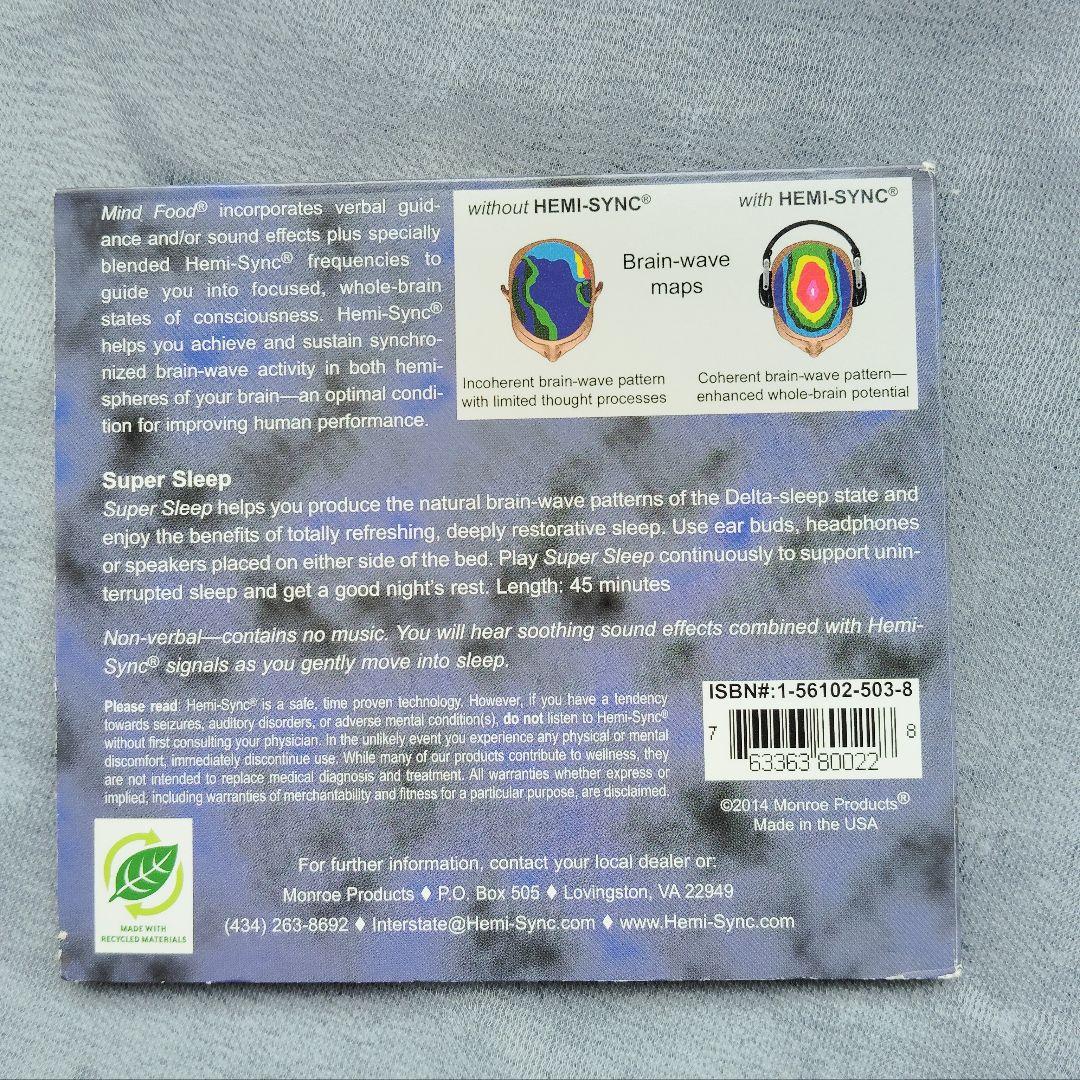 Mind Food® incorporates verbal guid-
ance and/or sound effects plus specially
blended Hemi-Sync® frequencies to
guide you into focused, whole-brain
states of consciousness. Hemi-Sync®
helps you achieve and sustain synchro-
nized brain-wave activity in both hemi-
spheres of your brain—an optimal condi-
tion for improving human performance.
without HEMI-SYNC®
with HEMI-SYNC®
Brain-wave
maps
Incoherent brain-wave pattern
with limited thought processes
Coherent brain-wave pattern—
enhanced whole-brain potential
Super Sleep
Super Sleep helps you produce the natural brain-wave patterns of the Delta-sleep state and
enjoy the benefits of totally refreshing, deeply restorative sleep. Use ear buds, headphones
or speakers placed on either side of the bed. Play Super Sleep continuously to support unin-
terrupted sleep and get a good night's rest. Length: 45 minutes
Non-verbal—contains no music. You will hear soothing sound effects combined with Hemi-
Sync® signals as you gently move into sleep.
Please read: Hemi-Sync® is a safe, time proven technology. However, if you have a tendency
towards seizures, auditory disorders, or adverse mental condition(s), do not listen to Hemi-Sync®
without first consulting your physician. In the unlikely event you experience any physical or mental
discomfort, immediately discontinue use. While many of our products contribute to wellness, they
are not intended to replace medical diagnosis and treatment. All warranties whether express or
implied, including warranties of merchantability and fitness for a particular purpose, are disclaimed.
ISBN#:1-56102-503-8
7 63363 80022 8
©2014 Monroe Products®
Made in the USA
MADE WITH
RECYCLED MATERIALS
For further information, contact your local dealer or:
Monroe Products ♦ P.O. Box 505 ♦ Lovingston, VA 22949
(434) 263-8692 ♦ Interstate@Hemi-Sync.com ♦ www.Hemi-Sync.com